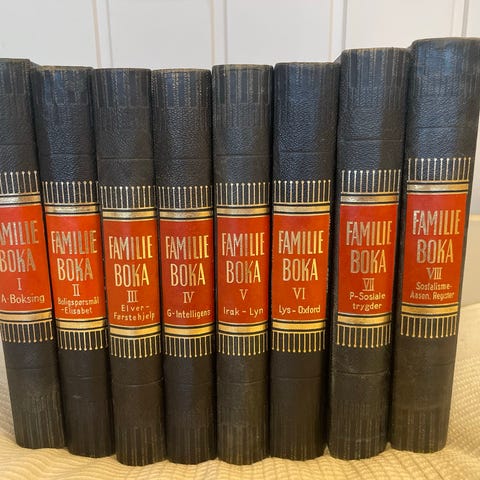 FAMILIE
BOKA
I
A-Boksing
FAMILIE
BOKA
II
Boligspørsmål
-Elisabet
FAMILIE
BOKA
III
Elver-
Førstehjelp
FAMILIE
BOKA
IV
G-Intelligens
FAMILIE
BOKA
V
Irak-Lyn
FAMILIE
BOKA
VI
Lys-Oxford
FAMILIE
BOKA
VII
P-Sosiale
trygder
FAMILIE
BOKA
VIII
Sosialisme-
Aasen, Register